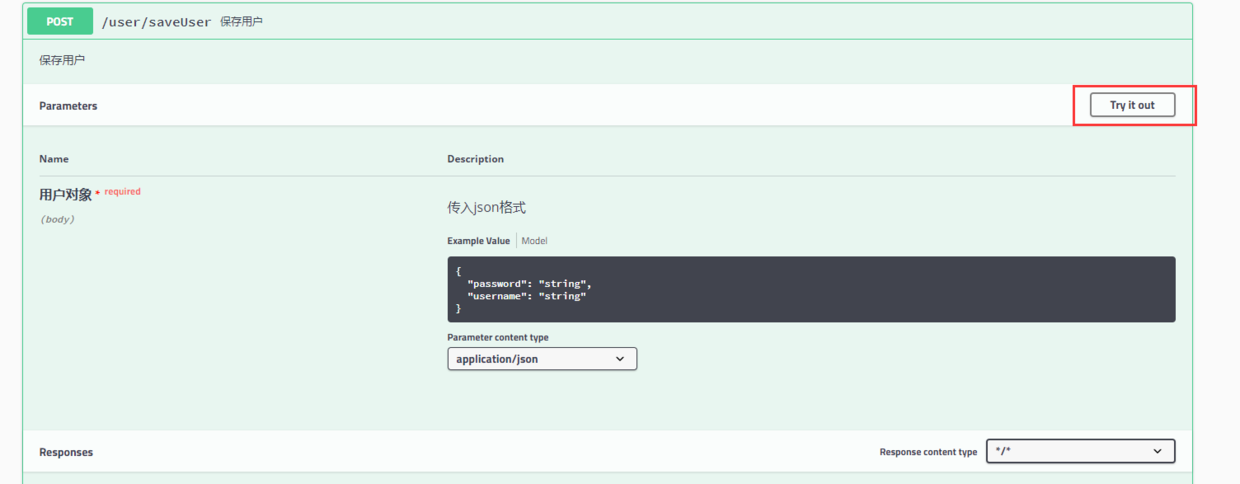 POST /user/saveUser 保存用户
保存用户
Parameters
Try it out
Name Description
用户对象 * required
(body)
传入json格式
Example Value Model
{
"password": "string",
"username": "string"
}
Parameter content type
application/json
Responses
Response content type */*